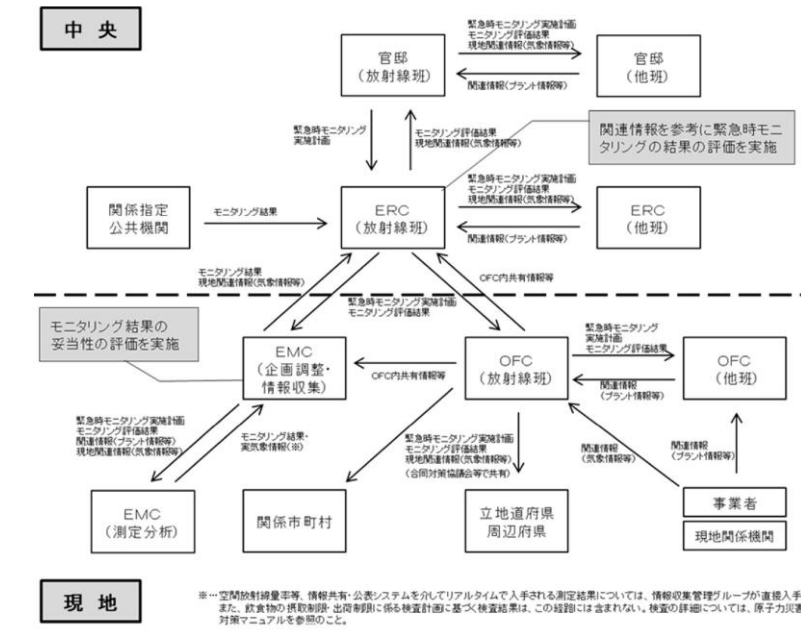 中 央
官邸
（放射線班）
緊急時モニタリング実施計画
モニタリング評価結果
現地関連情報(気象情報等)
関連情報(プラント情報等)
官邸
（他班）
緊急時モニタリング
実施計画
モニタリング評価結果
現地関連情報(気象情報等)
関連情報を参考に緊急時モニ
タリングの結果の評価を実施
関係指定
公共機関
モニタリング結果
ERC
（放射線班）
緊急時モニタリング実施計画
モニタリング評価結果
現地関連情報(気象情報等)
関連情報(プラント情報等)
ERC
（他班）
モニタリング結果
現地関連情報(気象情報等)
OFC内共有情報等
緊急時モニタリング実施計画
モニタリング評価結果
モニタリング結果の
妥当性の評価を実施
EMC
（企画調整・
情報収集）
OFC内共有情報等
OFC
（放射線班）
緊急時モニタリング
実施計画
モニタリング評価結果
関連情報
(プラント情報等)
OFC
（他班）
緊急時モニタリング実施計画
モニタリング評価結果
関連情報(プラント情報等)
現地関連情報(気象情報等)
モニタリング結果・
実気象情報(※)
緊急時モニタリング実施計画
モニタリング評価結果
現地関連情報(気象情報等)
(合同対策協議会等で共有)
関連情報
(気象情報等)
関連情報
(プラント情報等)
EMC
（測定分析）
関係市町村
立地道府県
周辺府県
事業者
現地関係機関
現 地
※…空間放射線量率等、情報共有・公表システムを介してリアルタイムで入手される測定結果については、情報収集管理グループが直接入手
また、飲食物の摂取制限・出荷制限に係る検査計画に基づく検査結果は、この経路には含まれない。検査の詳細については、原子力災害
対策マニュアルを参照のこと。